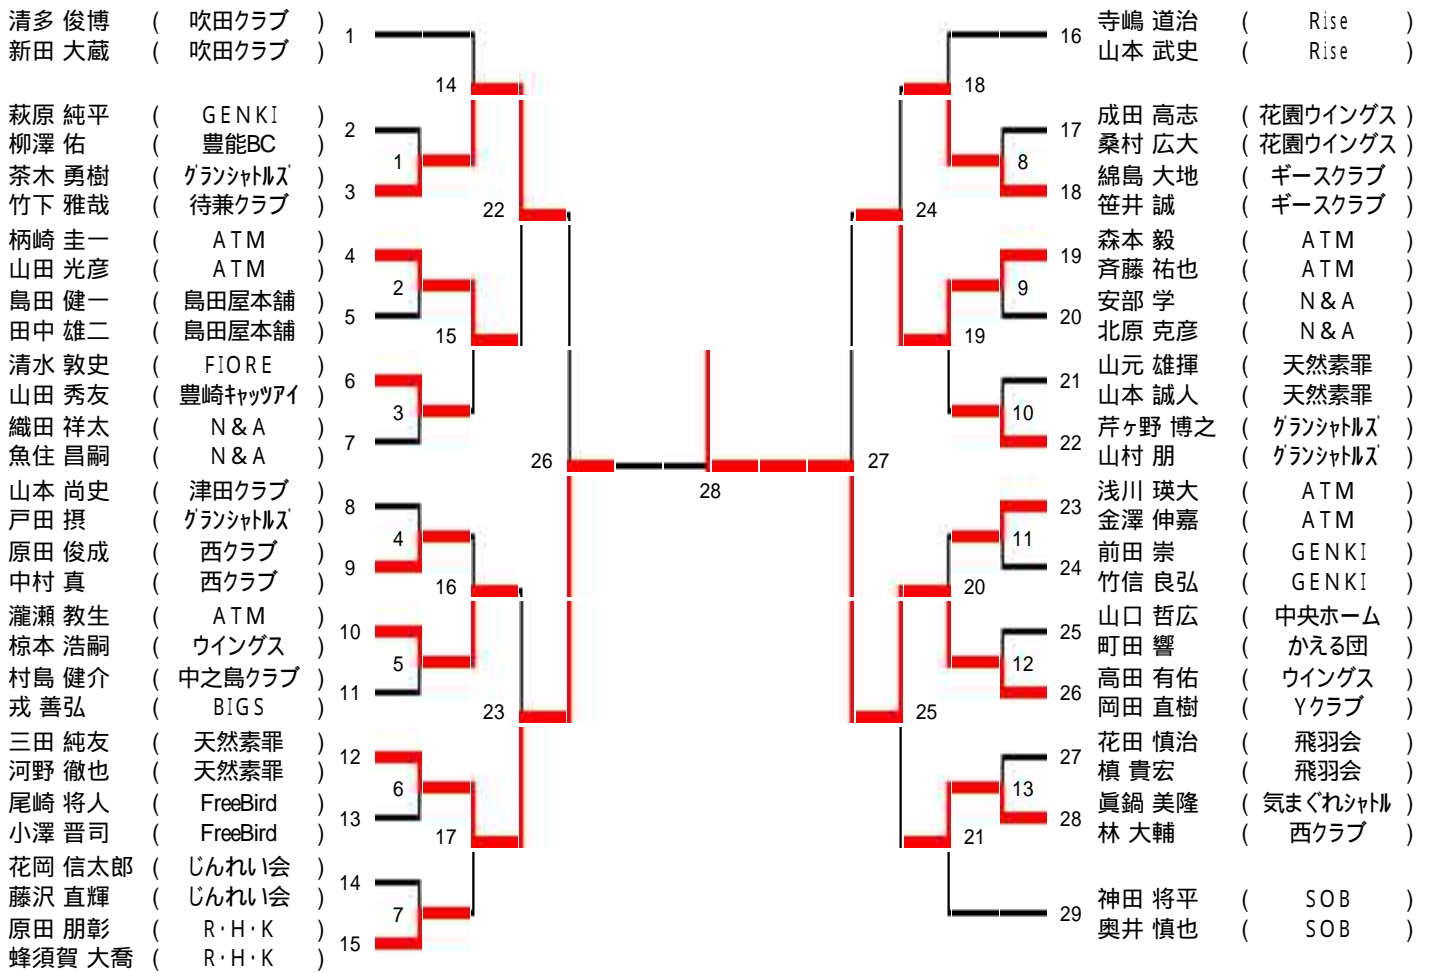 清多 俊博 ( 吹田クラブ )
新田 大蔵 ( 吹田クラブ )
1
萩原 純平 ( GENKI )
柳澤 佑 ( 豊能BC )
2
茶木 勇樹 ( グランシャトルズ )
竹下 雅哉 ( 待兼クラブ )
3
柄崎 圭一 ( ATM )
山田 光彦 ( ATM )
4
島田 健一 ( 島田屋本舗 )
田中 雄二 ( 島田屋本舗 )
5
清水 敦史 ( FIORE )
山田 秀友 ( 豊崎キャッツアイ )
6
織田 祥太 ( N&A )
魚住 昌嗣 ( N&A )
7
山本 尚史 ( 津田クラブ )
戸田 摂 ( グランシャトルズ )
8
原田 俊成 ( 西クラブ )
中村 真 ( 西クラブ )
9
瀧瀬 教生 ( ATM )
椋本 浩嗣 ( ウイングス )
10
村島 健介 ( 中之島クラブ )
戎 善弘 ( BIGS )
11
三田 純友 ( 天然素罪 )
河野 徹也 ( 天然素罪 )
12
尾崎 将人 ( FreeBird )
小澤 晋司 ( FreeBird )
13
花岡 信太郎 ( じんれい会 )
藤沢 直輝 ( じんれい会 )
14
原田 朋彰 ( R・H・K )
蜂須賀 大喬 ( R・H・K )
15
1
2
3
4
5
6
7
14
15
16
17
22
23
26
28
27
24
25
18
19
20
21
8
9
10
11
12
13
16
寺嶋 道治 ( Rise )
山本 武史 ( Rise )
17
成田 高志 ( 花園ウイングス )
桑村 広大 ( 花園ウイングス )
18
綿島 大地 ( ギースクラブ )
笹井 誠 ( ギースクラブ )
19
森本 毅 ( ATM )
斉藤 祐也 ( ATM )
20
安部 学 ( N&A )
北原 克彦 ( N&A )
21
山元 雄揮 ( 天然素罪 )
山本 誠人 ( 天然素罪 )
22
芹ヶ野 博之 ( グランシャトルズ )
山村 朋 ( グランシャトルズ )
23
浅川 瑛大 ( ATM )
金澤 伸嘉 ( ATM )
24
前田 崇 ( GENKI )
竹信 良弘 ( GENKI )
25
山口 哲広 ( 中央ホーム )
町田 響 ( かえる団 )
26
高田 有佑 ( ウイングス )
岡田 直樹 ( Yクラブ )
27
花田 慎治 ( 飛羽会 )
槙 貴宏 ( 飛羽会 )
28
眞鍋 美隆 ( 気まぐれシャトル )
林 大輔 ( 西クラブ )
29
神田 将平 ( SOB )
奥井 慎也 ( SOB )